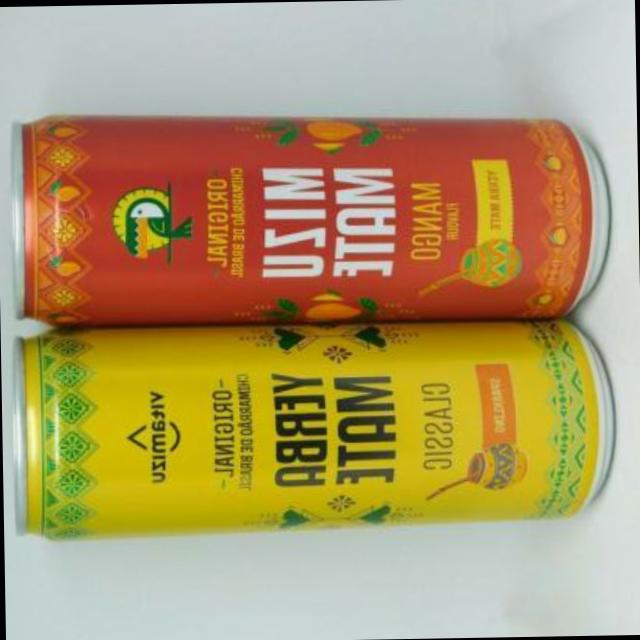 ORIGINAL
CHIMARRÃO DE BRASIL
MIZU
MATE
MANGO
FLAVOUR
YERBA MATE
vitamizu
ORIGINAL
CHIMARRÃO DE BRASIL
YERBA
MATE
CLASSIC
SPARKLING